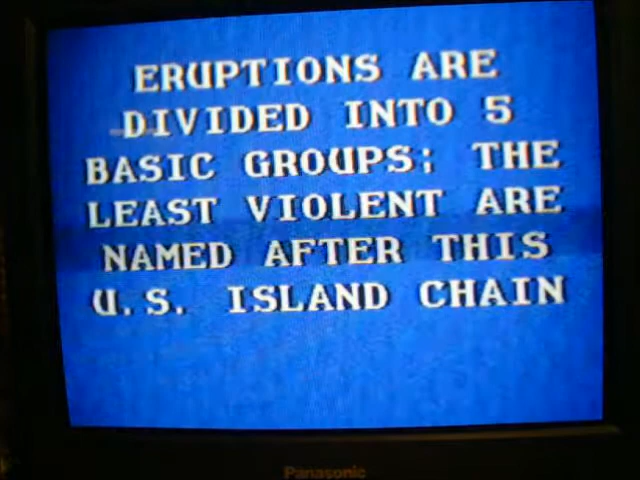 ERUPTIONS ARE
DIVIDED INTO 5
BASIC GROUPS; THE
LEAST VIOLENT ARE
NAMED AFTER THIS
U.S. ISLAND CHAIN
Panasonic